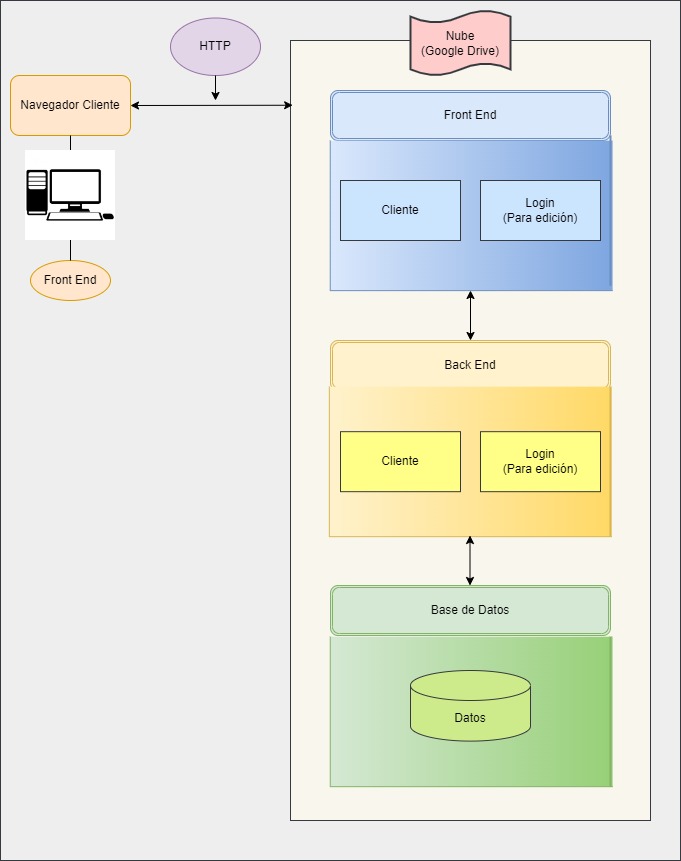 HTTP
Nube
(Google Drive)
Navegador Cliente
Front End
Front End
Cliente
Login
(Para edición)
Back End
Cliente
Login
(Para edición)
Base de Datos
Datos